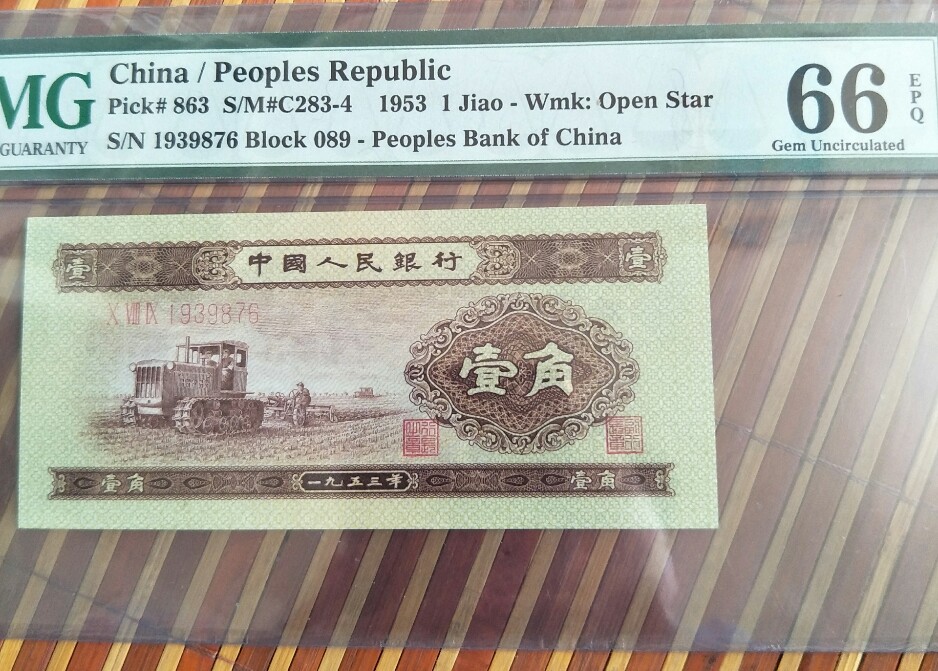 MG
GUARANTY
China / Peoples Republic
Pick# 863 S/M#C283-4 1953 1 Jiao - Wmk: Open Star
S/N 1939876 Block 089 - Peoples Bank of China
66
EPQ
Gem Uncirculated
壹 中國人民銀行 壹
X VIII IX 1939876
壹角
壹角 一九五三年 壹角